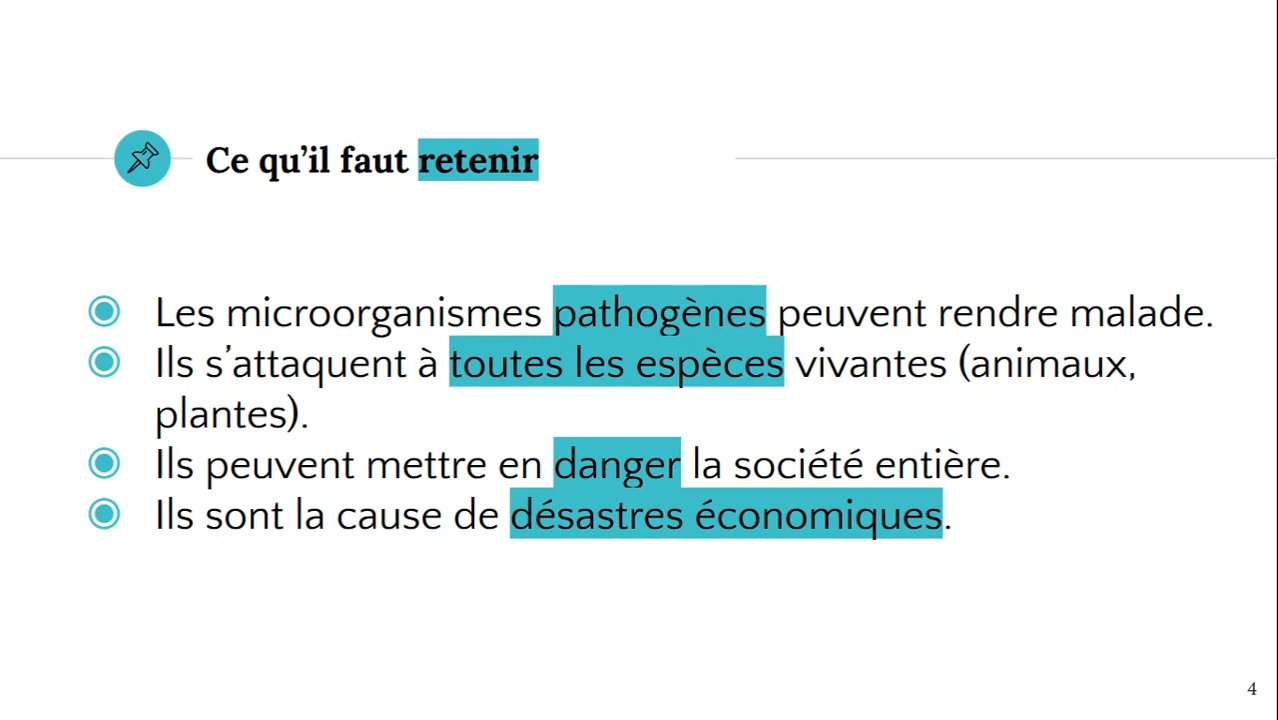 Ce qu’il faut retenir
Les microorganismes pathogènes peuvent rendre malade.
Ils s’attaquent à toutes les espèces vivantes (animaux,
plantes).
Ils peuvent mettre en danger la société entière.
Ils sont la cause de désastres économiques.
4